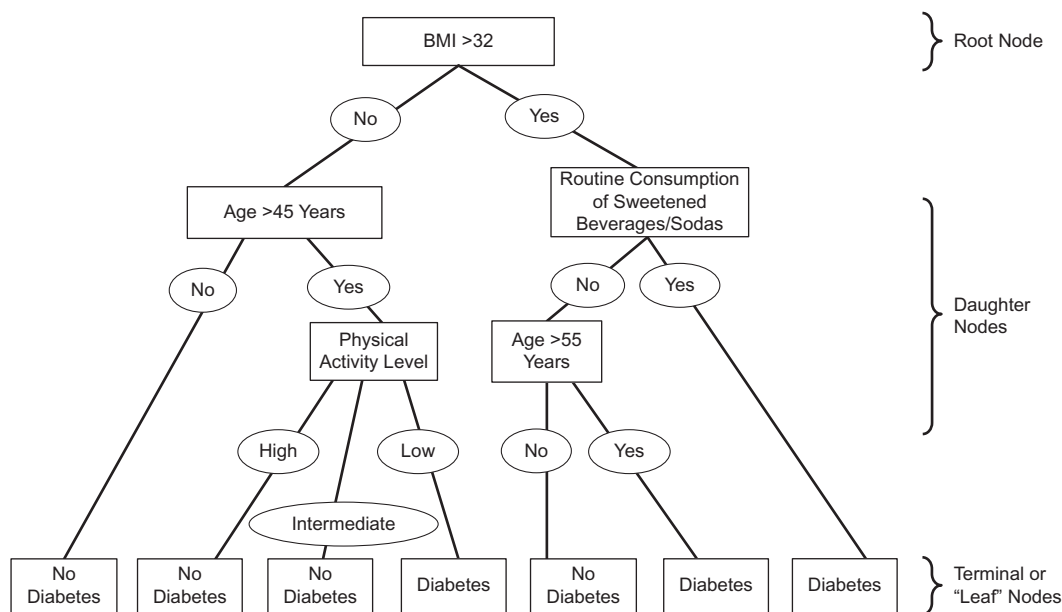 BMI >32
Root Node
No
Yes
Age >45 Years
Routine Consumption
of Sweetened
Beverages/Sodas
No
Yes
No
Yes
Daughter
Nodes
Physical
Activity Level
Age >55
Years
High
Low
No
Yes
Intermediate
No
Diabetes
No
Diabetes
No
Diabetes
Diabetes
No
Diabetes
Diabetes
Diabetes
Terminal or
“Leaf” Nodes